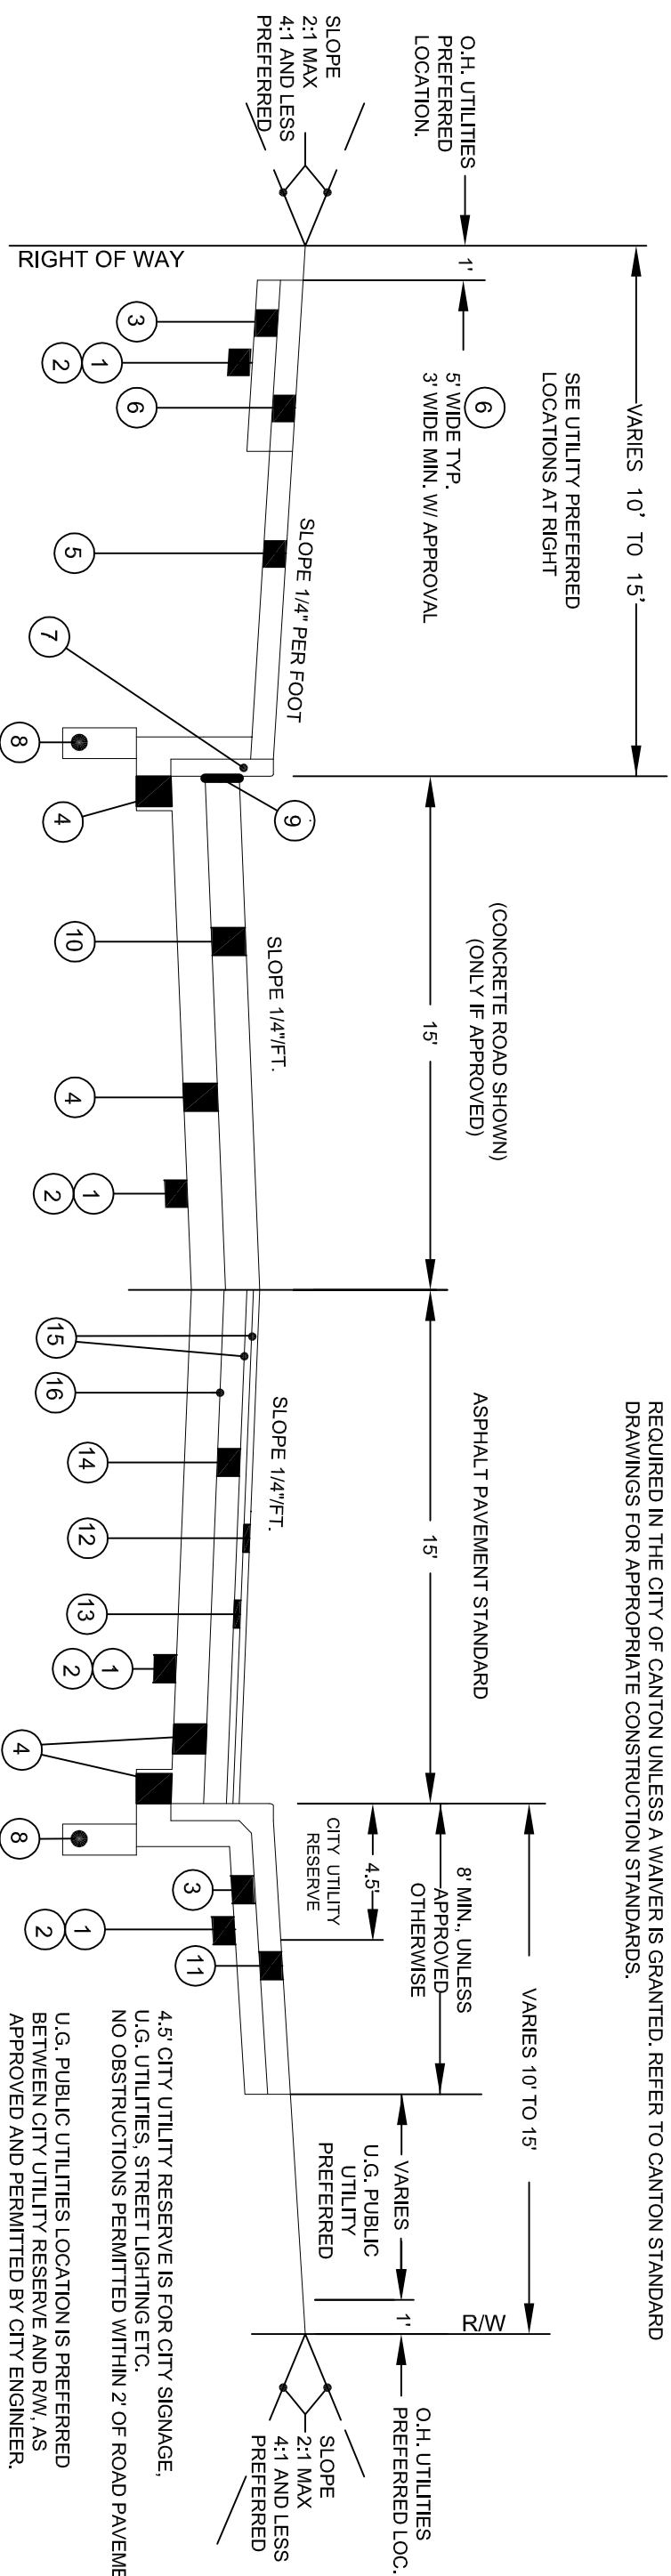 REQUIRED IN THE CITY OF CANTON UNLESS A WAIVER IS GRANTED. REFER TO CANTON STANDARD
DRAWINGS FOR APPROPRIATE CONSTRUCTION STANDARDS.
VARIES 10' TO 15'
SEE UTILITY PREFERRED
LOCATIONS AT RIGHT
6
5' WIDE TYP.
3' WIDE MIN. W/ APPROVAL
1'
O.H. UTILITIES
PREFERRED
LOCATION.
SLOPE
2:1 MAX
4:1 AND LESS
PREFERRED
RIGHT OF WAY
(CONCRETE ROAD SHOWN)
(ONLY IF APPROVED)
15'
ASPHALT PAVEMENT STANDARD
15'
VARIES 10' TO 15'
8' MIN., UNLESS
APPROVED
OTHERWISE
4.5'
CITY UTILITY
RESERVE
VARIES
U.G. PUBLIC
UTILITY
PREFERRED
1'
R/W
O.H. UTILITIES
PREFERRED LOC.
SLOPE
2:1 MAX
4:1 AND LESS
PREFERRED
SLOPE 1/4" PER FOOT
SLOPE 1/4"/FT.
SLOPE 1/4"/FT.
3
1
2
6
5
7
8
4
9
10
4
1
2
15
16
14
12
13
1
2
4
8
3
1
2
11
4.5' CITY UTILITY RESERVE IS FOR CITY SIGNAGE,
U.G. UTILITIES, STREET LIGHTING ETC.
NO OBSTRUCTIONS PERMITTED WITHIN 2' OF ROAD PAVEME
U.G. PUBLIC UTILITIES LOCATION IS PREFERRED
BETWEEN CITY UTILITY RESERVE AND R/W, AS
APPROVED AND PERMITTED BY CITY ENGINEER.